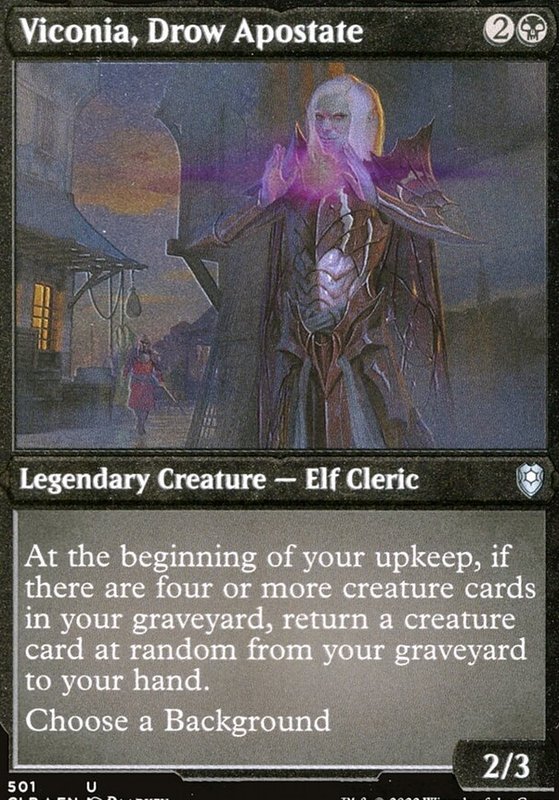 Viconia, Drow Apostate 2
Legendary Creature — Elf Cleric
At the beginning of your upkeep, if
there are four or more creature cards
in your graveyard, return a creature
card at random from your graveyard
to your hand.
Choose a Background
2/3
501 U